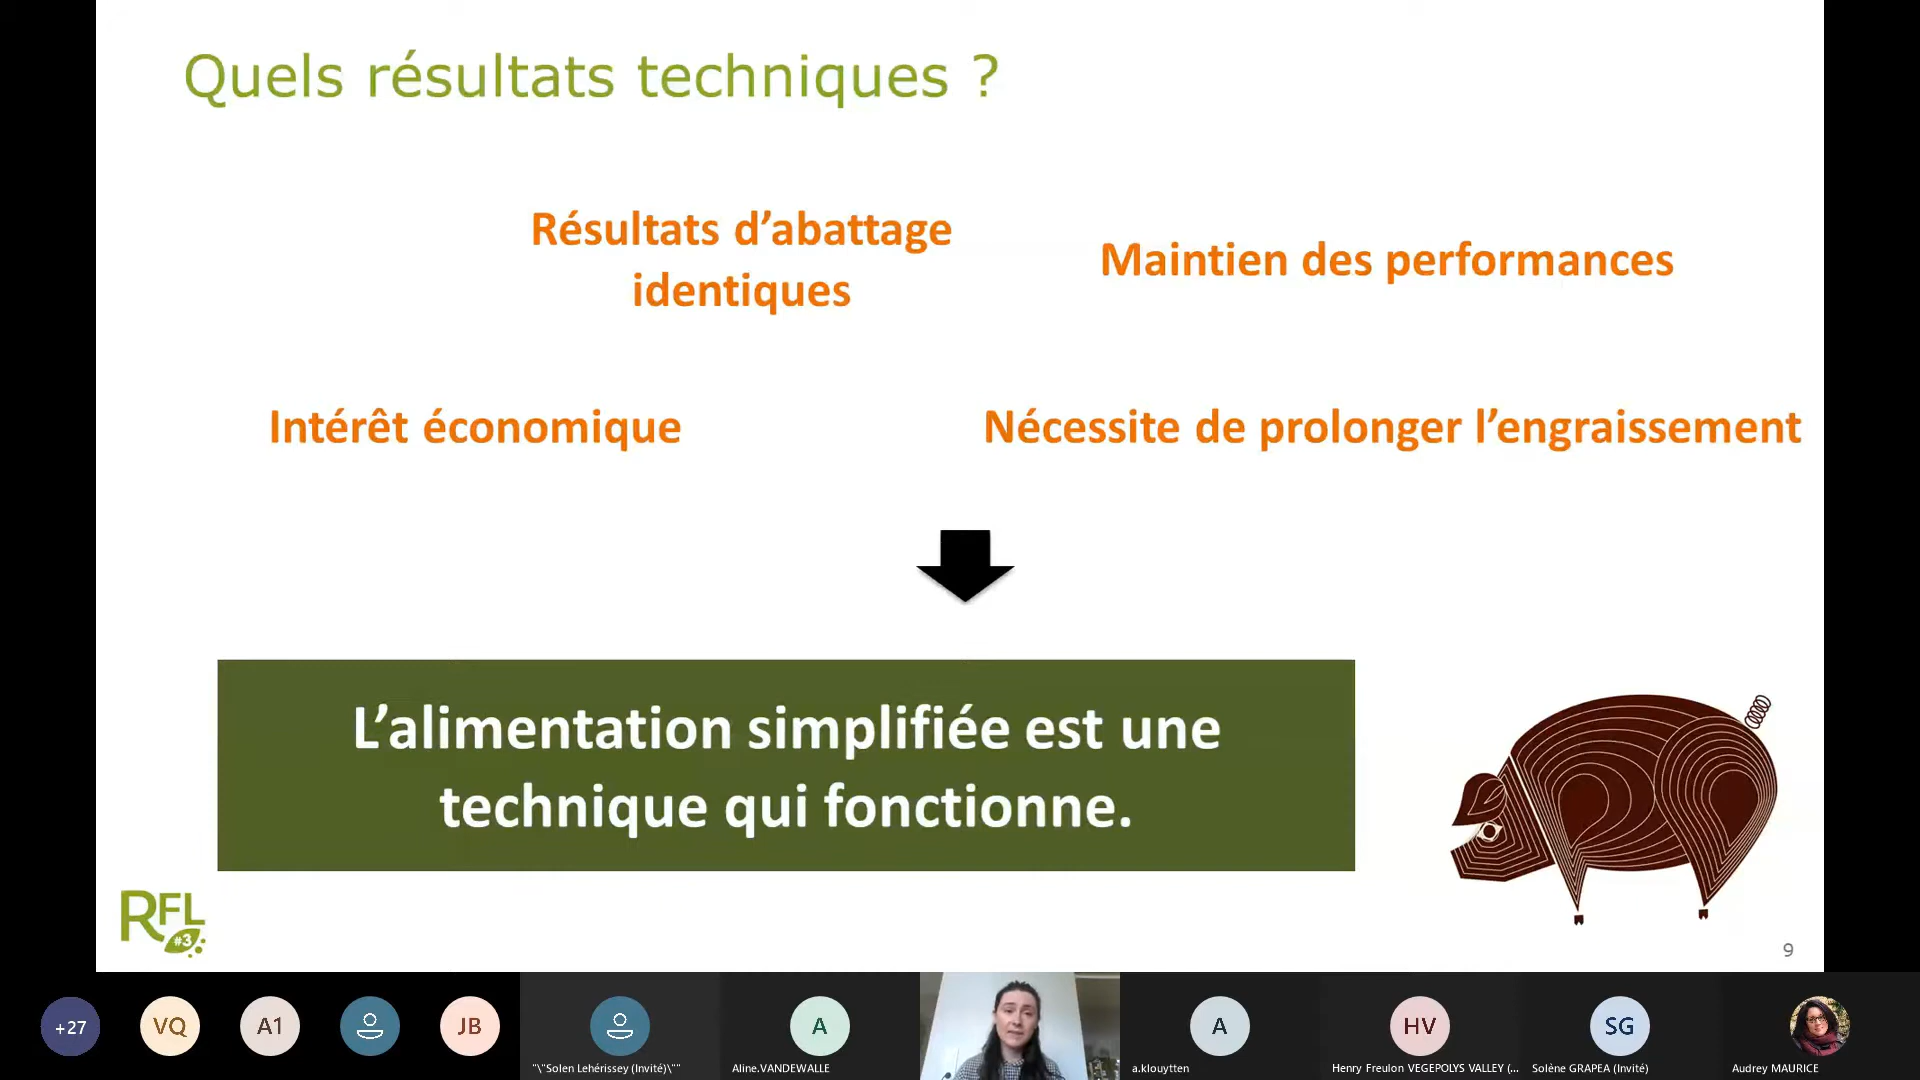 Quels résultats techniques ?
Résultats d’abattage
identiques
Maintien des performances
Intérêt économique
Nécessite de prolonger l’engraissement
L’alimentation simplifiée est une
technique qui fonctionne.
RFL
#3
9
+27
VQ
A1
JB
"\"Solen Lehérissey (Invité)\""
A
Aline.VANDEWALLE
A
a.klouytten
HV
Henry Freulon VEGEPOLYS VALLEY (...
SG
Solène GRAPEA (Invité)
Audrey MAURICE